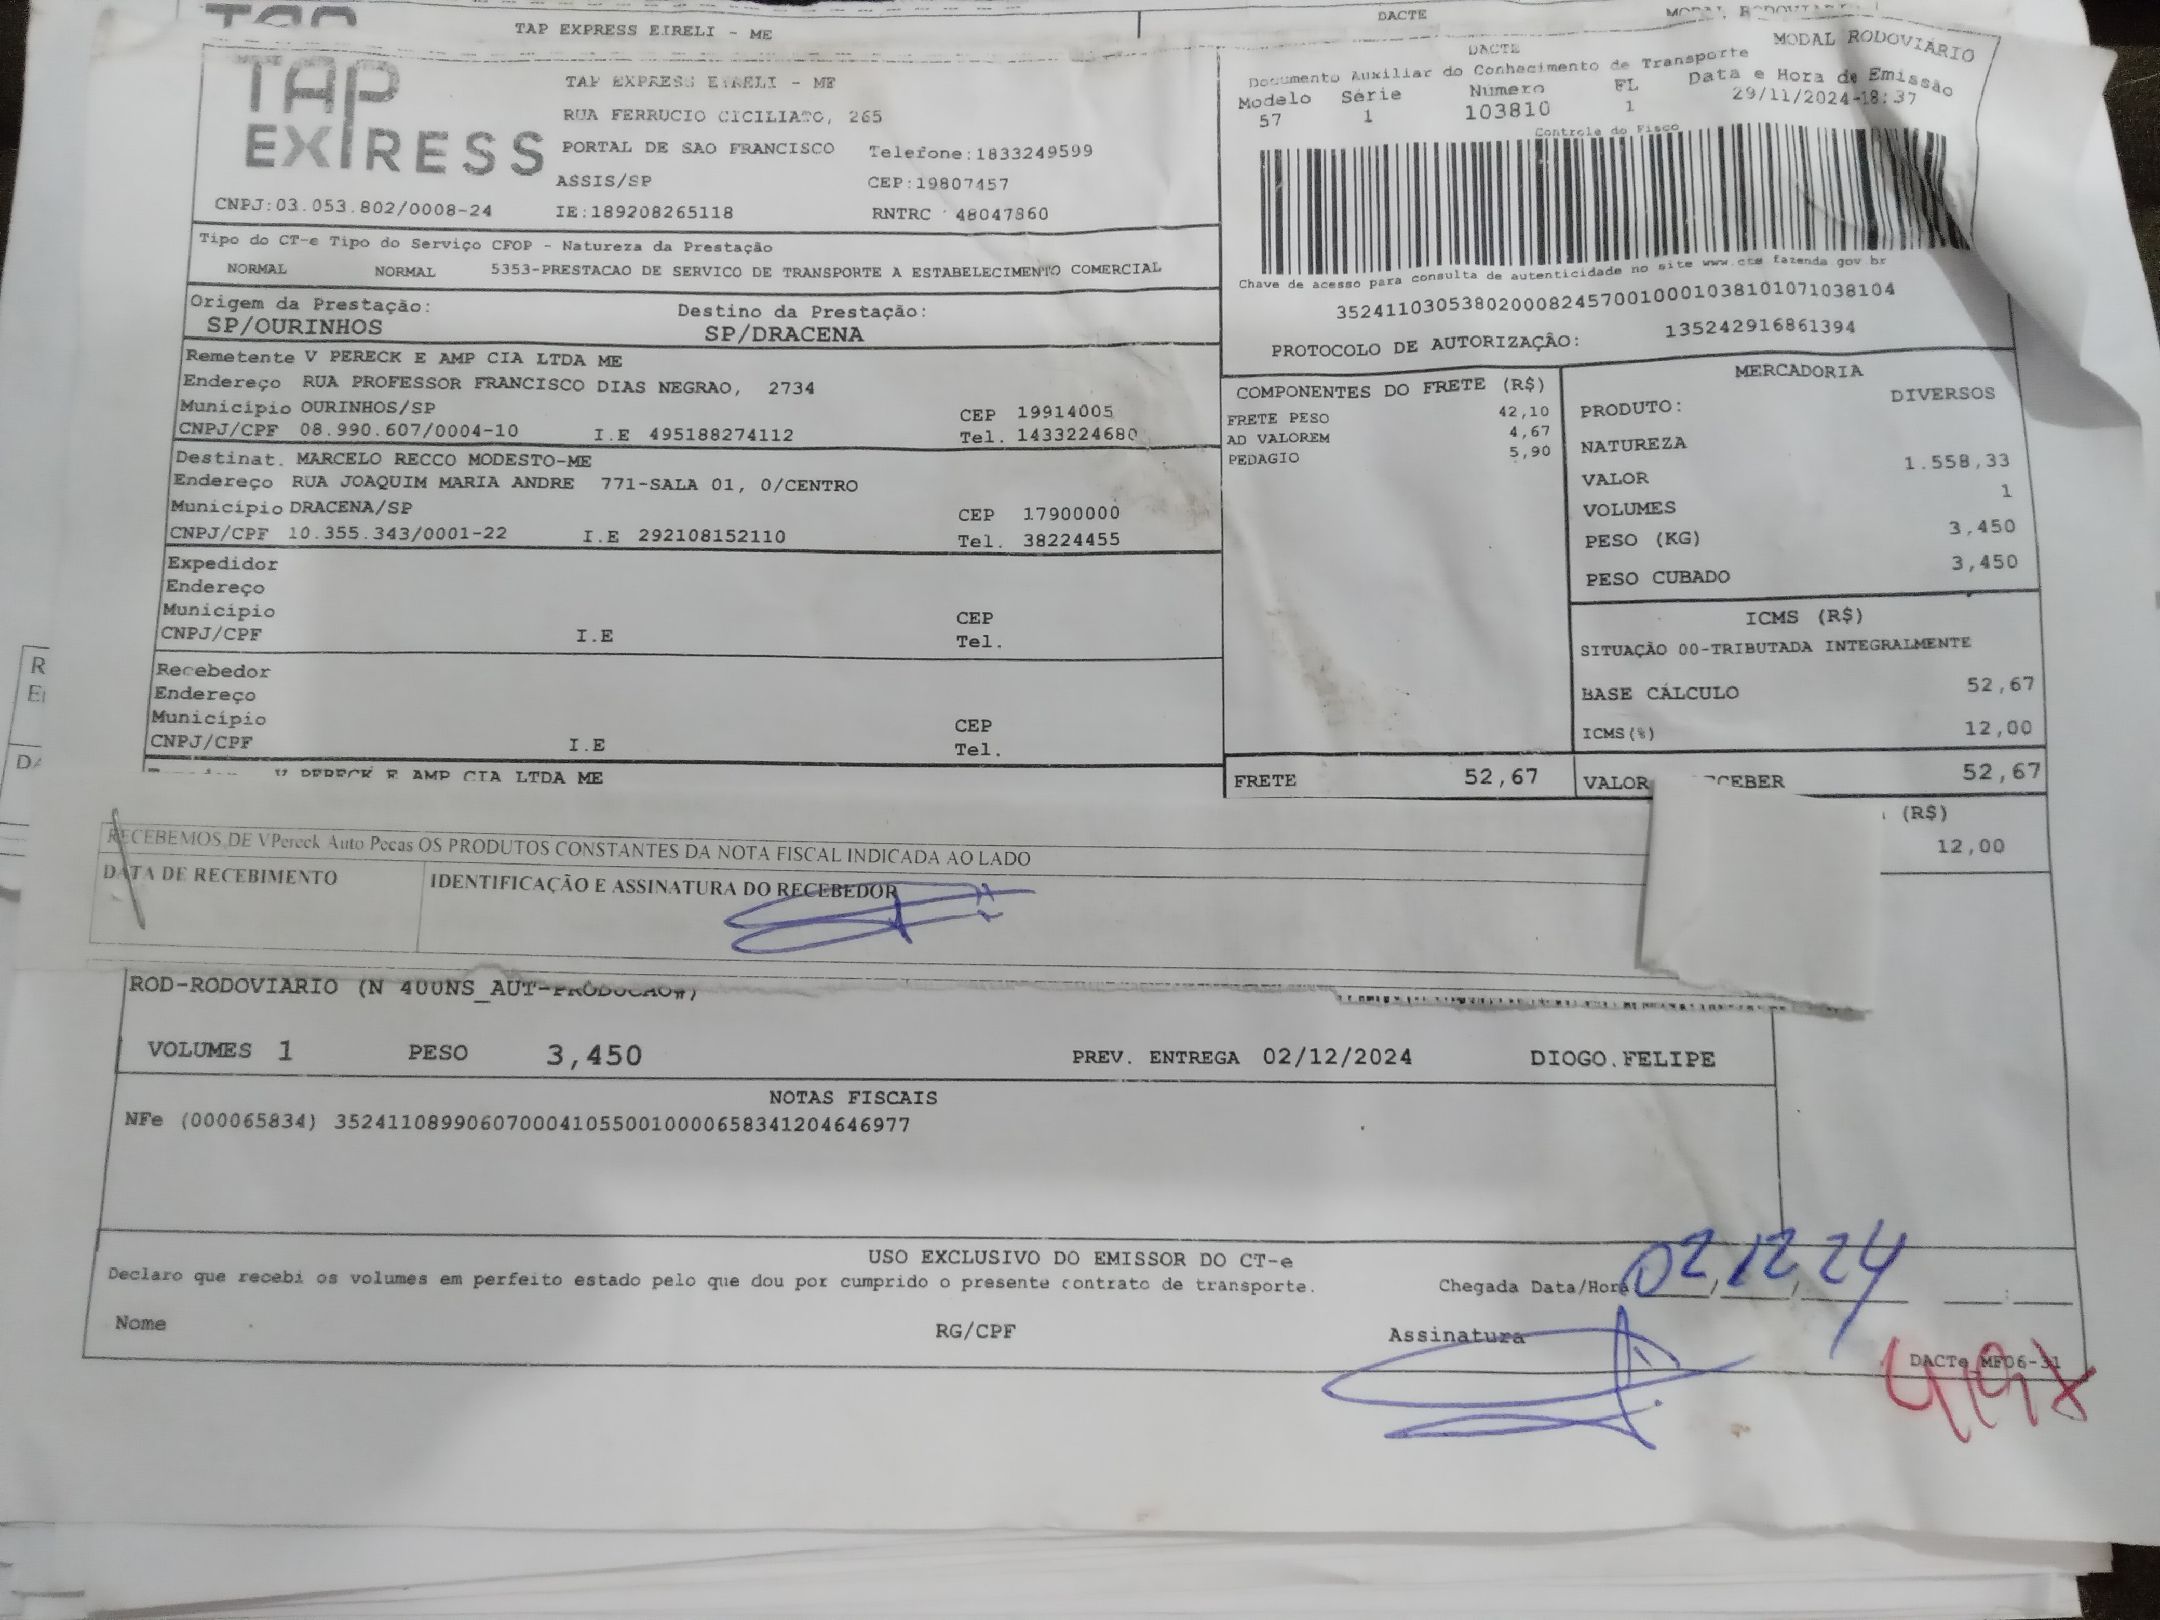 TAP EXPRESS EIRELI - ME
DACTE
TAP EXPRESS
TAP EXPRESS EIRELI - ME
RUA FERRUCIO CICILIATO, 265
PORTAL DE SAO FRANCISCO Telefone:1833249599
ASSIS/SP CEP:19807457
CNPJ:03.053.802/0008-24 IE:189208265118 RNTRC 48047860
DACTE MODAL RODOVIÁRIO
Documento Auxiliar do Conhecimento de Transporte
Modelo Série Número FL Data e Hora de Emissão
57 1 103810 1 29/11/2024-18:37
Controle do Fisco
Chave de acesso para consulta de autenticidade no site www.cte fazenda gov.br
35241103053802000824570010001038101071038104
PROTOCOLO DE AUTORIZAÇÃO: 135242916861394
Tipo do CT-e Tipo do Serviço CFOP - Natureza da Prestação
NORMAL NORMAL 5353-PRESTACAO DE SERVICO DE TRANSPORTE A ESTABELECIMENTO COMERCIAL
Origem da Prestação: Destino da Prestação:
SP/OURINHOS SP/DRACENA
Remetente V PERECK E AMP CIA LTDA ME
Endereço RUA PROFESSOR FRANCISCO DIAS NEGRAO, 2734
Município OURINHOS/SP CEP 19914005
CNPJ/CPF 08.990.607/0004-10 I.E 495188274112 Tel. 1433224680
Destinat. MARCELO RECCO MODESTO-ME
Endereço RUA JOAQUIM MARIA ANDRE 771-SALA 01, 0/CENTRO
Município DRACENA/SP CEP 17900000
CNPJ/CPF 10.355.343/0001-22 I.E 292108152110 Tel. 38224455
Expedidor
Endereço
Município CEP
CNPJ/CPF I.E Tel.
Recebedor
Endereço
Município CEP
CNPJ/CPF I.E Tel.
V PERECK E AMP CIA LTDA ME
COMPONENTES DO FRETE (R$)
FRETE PESO 42,10
AD VALOREM 4,67
PEDAGIO 5,90
FRETE 52,67
MERCADORIA
PRODUTO: DIVERSOS
NATUREZA
VALOR 1.558,33
VOLUMES 1
PESO (KG) 3,450
PESO CUBADO 3,450
ICMS (R$)
SITUAÇÃO 00-TRIBUTADA INTEGRALMENTE
BASE CÁLCULO 52,67
ICMS(%) 12,00
VALOR 52,67
(R$)
12,00
RECEBEMOS DE VPereck Auto Pecas OS PRODUTOS CONSTANTES DA NOTA FISCAL INDICADA AO LADO
DATA DE RECEBIMENTO IDENTIFICAÇÃO E ASSINATURA DO RECEBEDOR
ROD-RODOVIARIO (N 400NS_AUT-PRODUCAO#)
VOLUMES 1 PESO 3,450 PREV. ENTREGA 02/12/2024 DIOGO.FELIPE
NOTAS FISCAIS
NFe (000065834) 35241108990607000410550010000658341204646977
USO EXCLUSIVO DO EMISSOR DO CT-e
Declaro que recebi os volumes em perfeito estado pelo que dou por cumprido o presente contrato de transporte. Chegada Data/Hora 02/12/24
Nome RG/CPF Assinatura
DACTe MF06-31